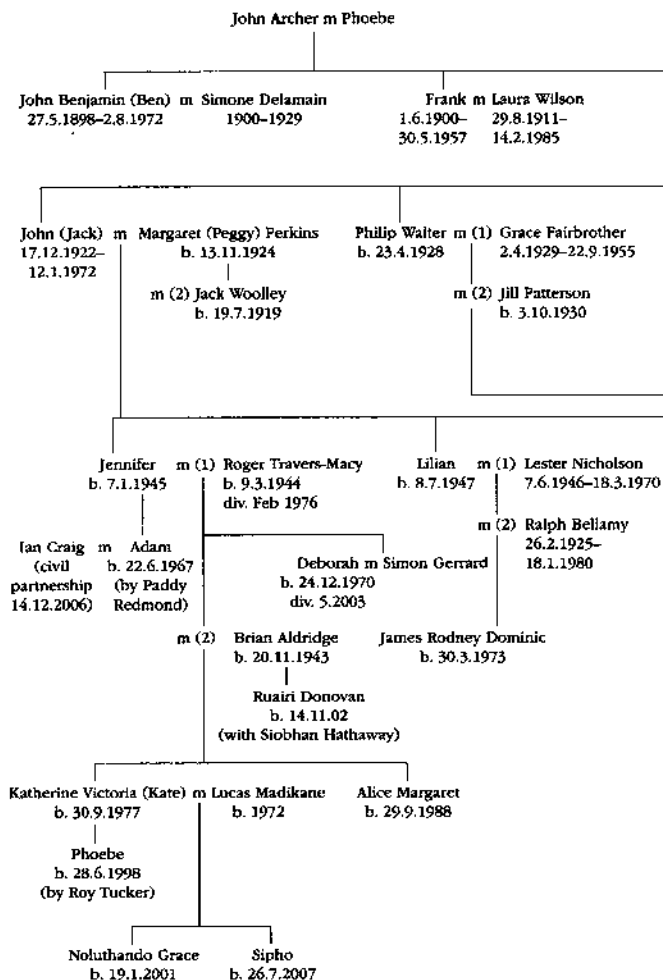 John Archer m Phoebe
John Benjamin (Ben) m Simone Delamain
27.5.1898–2.8.1972 1900–1929
Frank m Laura Wilson
1.6.1900– 29.8.1911–
30.5.1957 14.2.1985
John (Jack) m Margaret (Peggy) Perkins
17.12.1922– b. 13.11.1924
12.1.1972
m (2) Jack Woolley
b. 19.7.1919
Philip Walter m (1) Grace Fairbrother
b. 23.4.1928 2.4.1929–22.9.1955
m (2) Jill Patterson
b. 3.10.1930
Jennifer m (1) Roger Travers-Macy
b. 7.1.1945 b. 9.3.1944
div. Feb 1976
Lilian m (1) Lester Nicholson
b. 8.7.1947 7.6.1946–18.3.1970
m (2) Ralph Bellamy
26.2.1925–
18.1.1980
Ian Craig m Adam
(civil b. 22.6.1967
partnership (by Paddy
14.12.2006) Redmond)
Deborah m Simon Gerrard
b. 24.12.1970
div. 5.2003
m (2) Brian Aldridge
b. 20.11.1943
James Rodney Dominic
b. 30.3.1973
Ruairi Donovan
b. 14.11.02
(with Siobhan Hathaway)
Katherine Victoria (Kate) m Lucas Madikane
b. 30.9.1977 b. 1972
Alice Margaret
b. 29.9.1988
Phoebe
b. 28.6.1998
(by Roy Tucker)
Noluthando Grace
b. 19.1.2001
Sipho
b. 26.7.2007